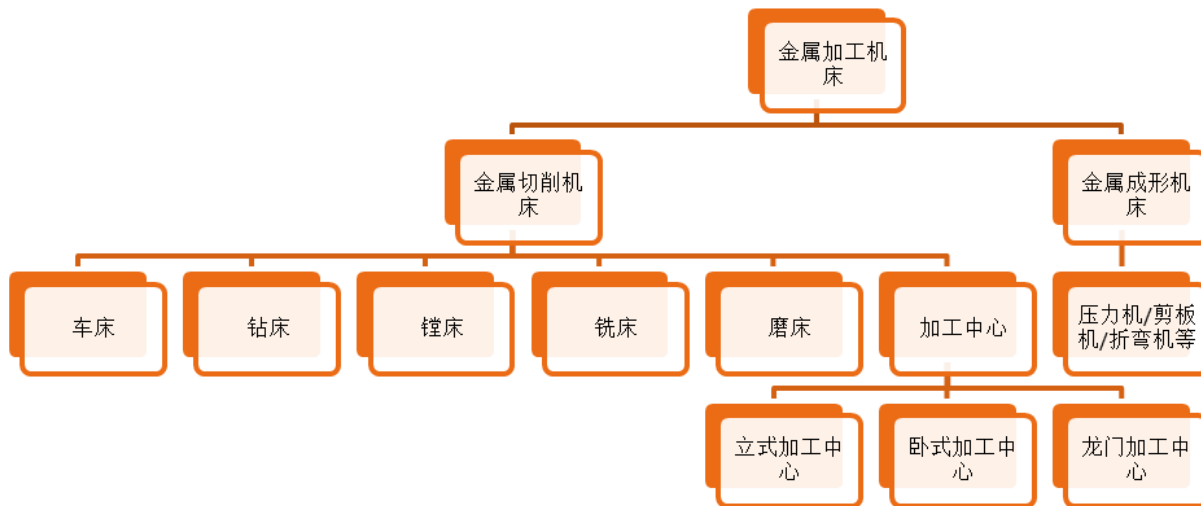 金属加工机
床
金属切削机
床
金属成形机
床
车床
钻床
镗床
铣床
磨床
加工中心
压力机/剪板
机/折弯机等
立式加工中
心
卧式加工中
心
龙门加工中
心